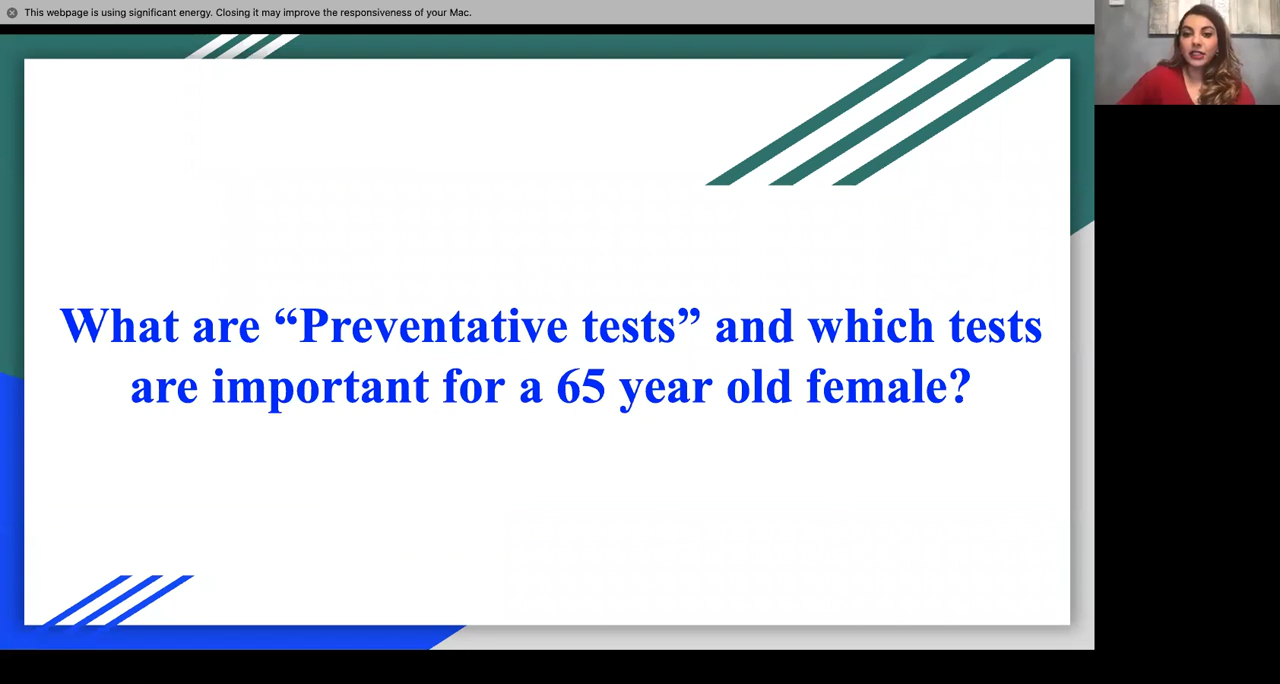 This webpage is using significant energy. Closing it may improve the responsiveness of your Mac.
What are “Preventative tests” and which tests
are important for a 65 year old female?